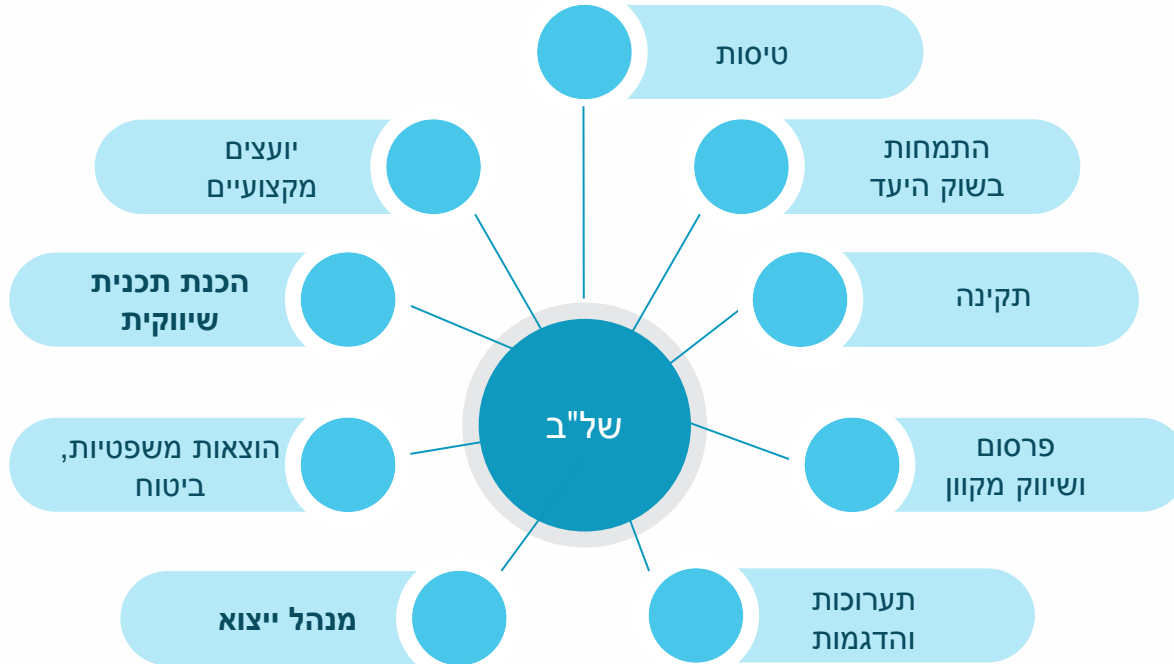 טיסות
התמחות
בשוק היעד
תקינה
פרסום
ושיווק מקוון
תערוכות
והדגמות
מנהל ייצוא
הוצאות משפטיות,
ביטוח
הכנת תכנית
שיווקית
יועצים
מקצועיים
של"ב